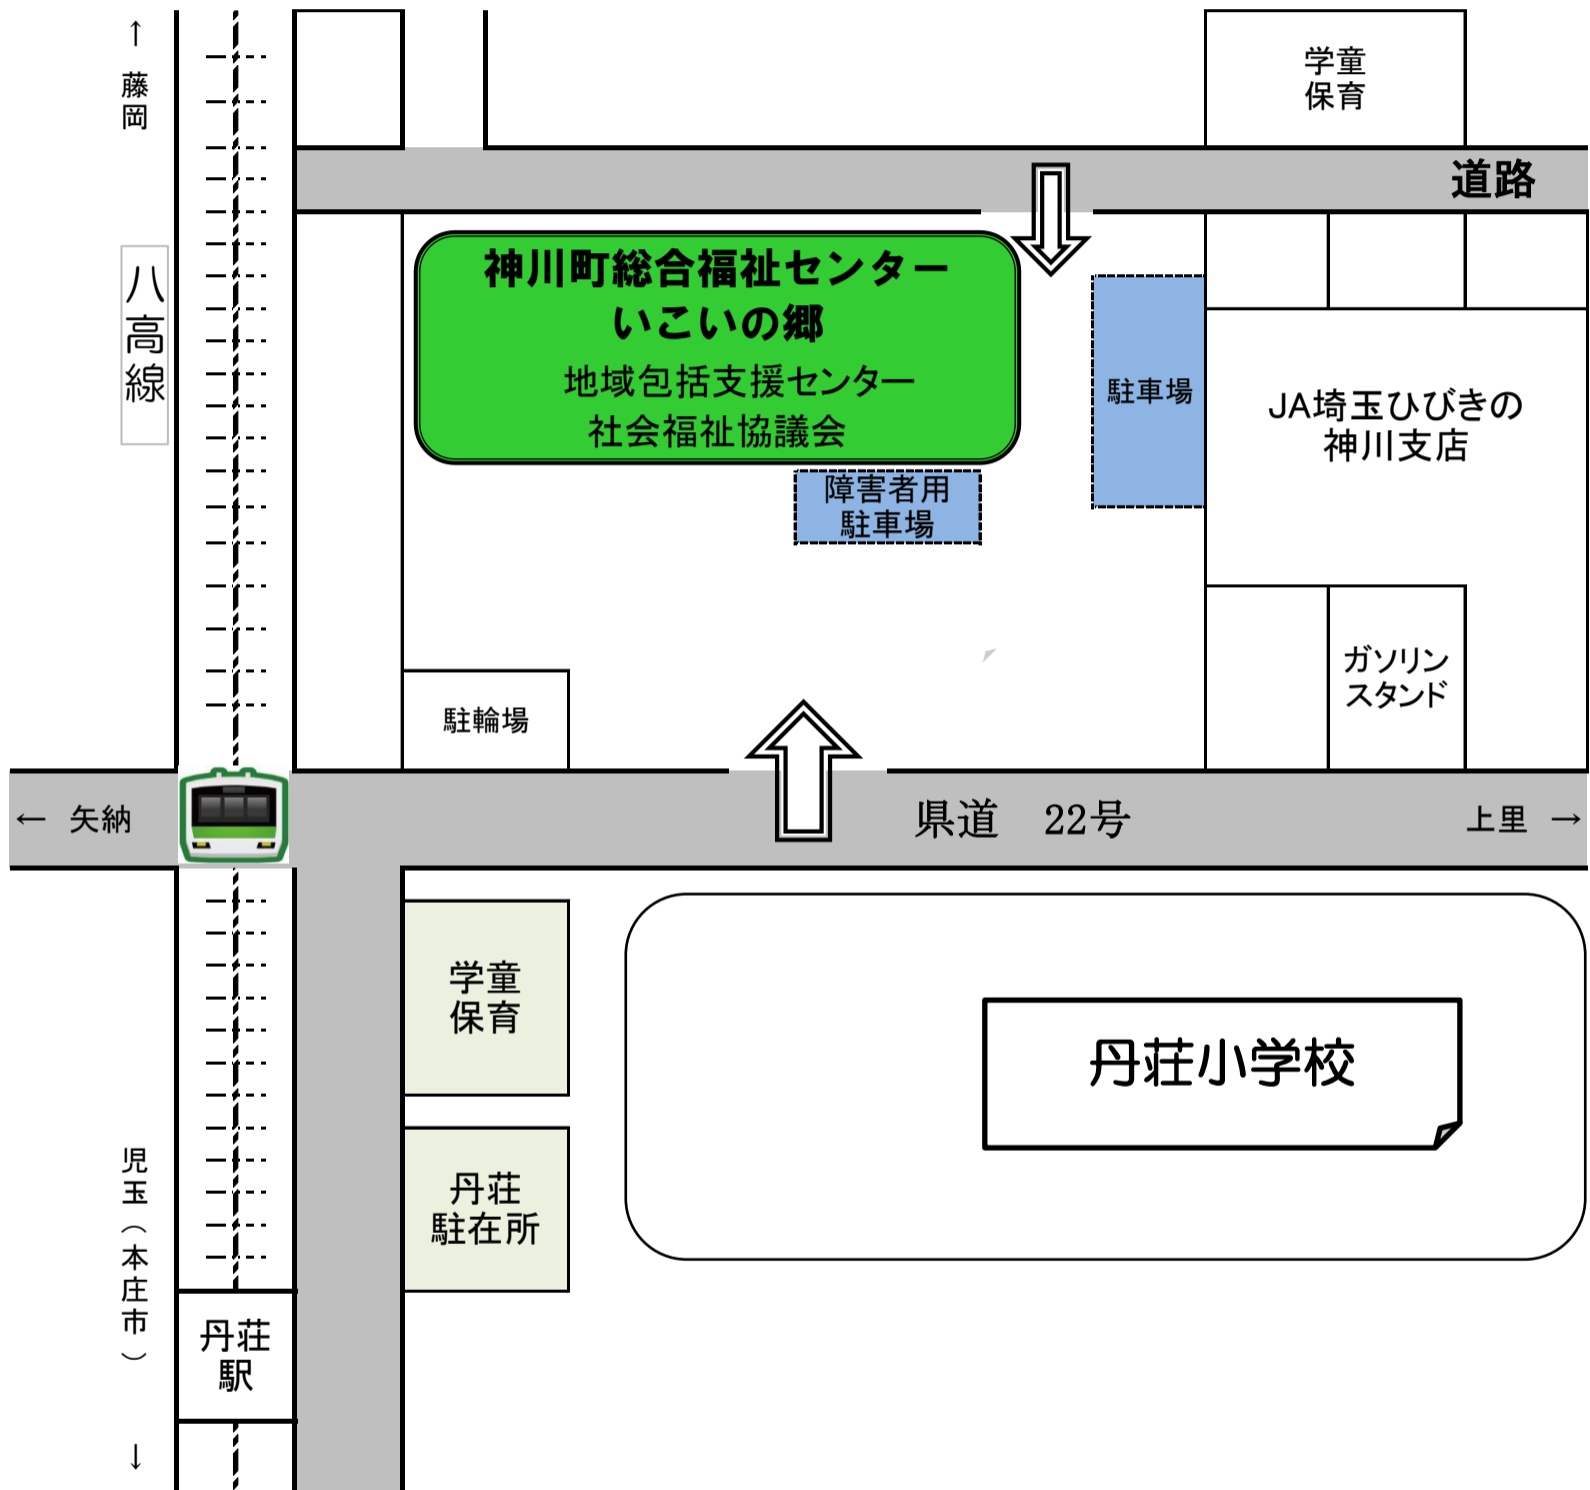 ↑ 藤岡
学童
保育
道路
八高線
神川町総合福祉センター
いこいの郷
地域包括支援センター
社会福祉協議会
駐車場
JA埼玉ひびきの
神川支店
障害者用
駐車場
ガソリン
スタンド
駐輪場
← 矢納
県道 22号
上里 →
学童
保育
丹荘小学校
丹荘
駐在所
児玉（本庄市） ↓
丹荘
駅